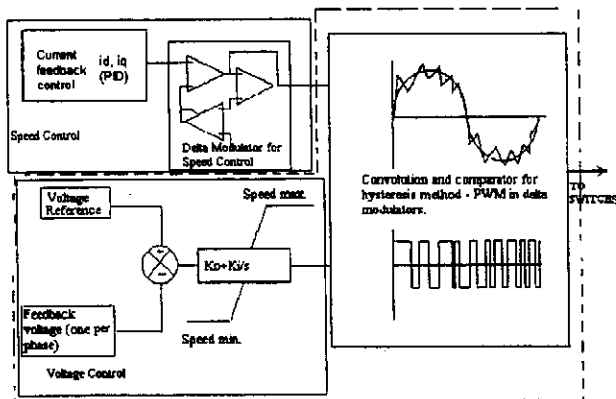 Current
feedback
control
id, iq
(PID)
Speed Control
Delta Modulator for
Speed Control
Convolution and comparator for
hysteresis method - PWM in delta
modulators.
TO
SWITCHES
Voltage
Reference
Speed max.
Kp+Ki/s
Feedback
voltage (one per
phase)
Speed min.
Voltage Control